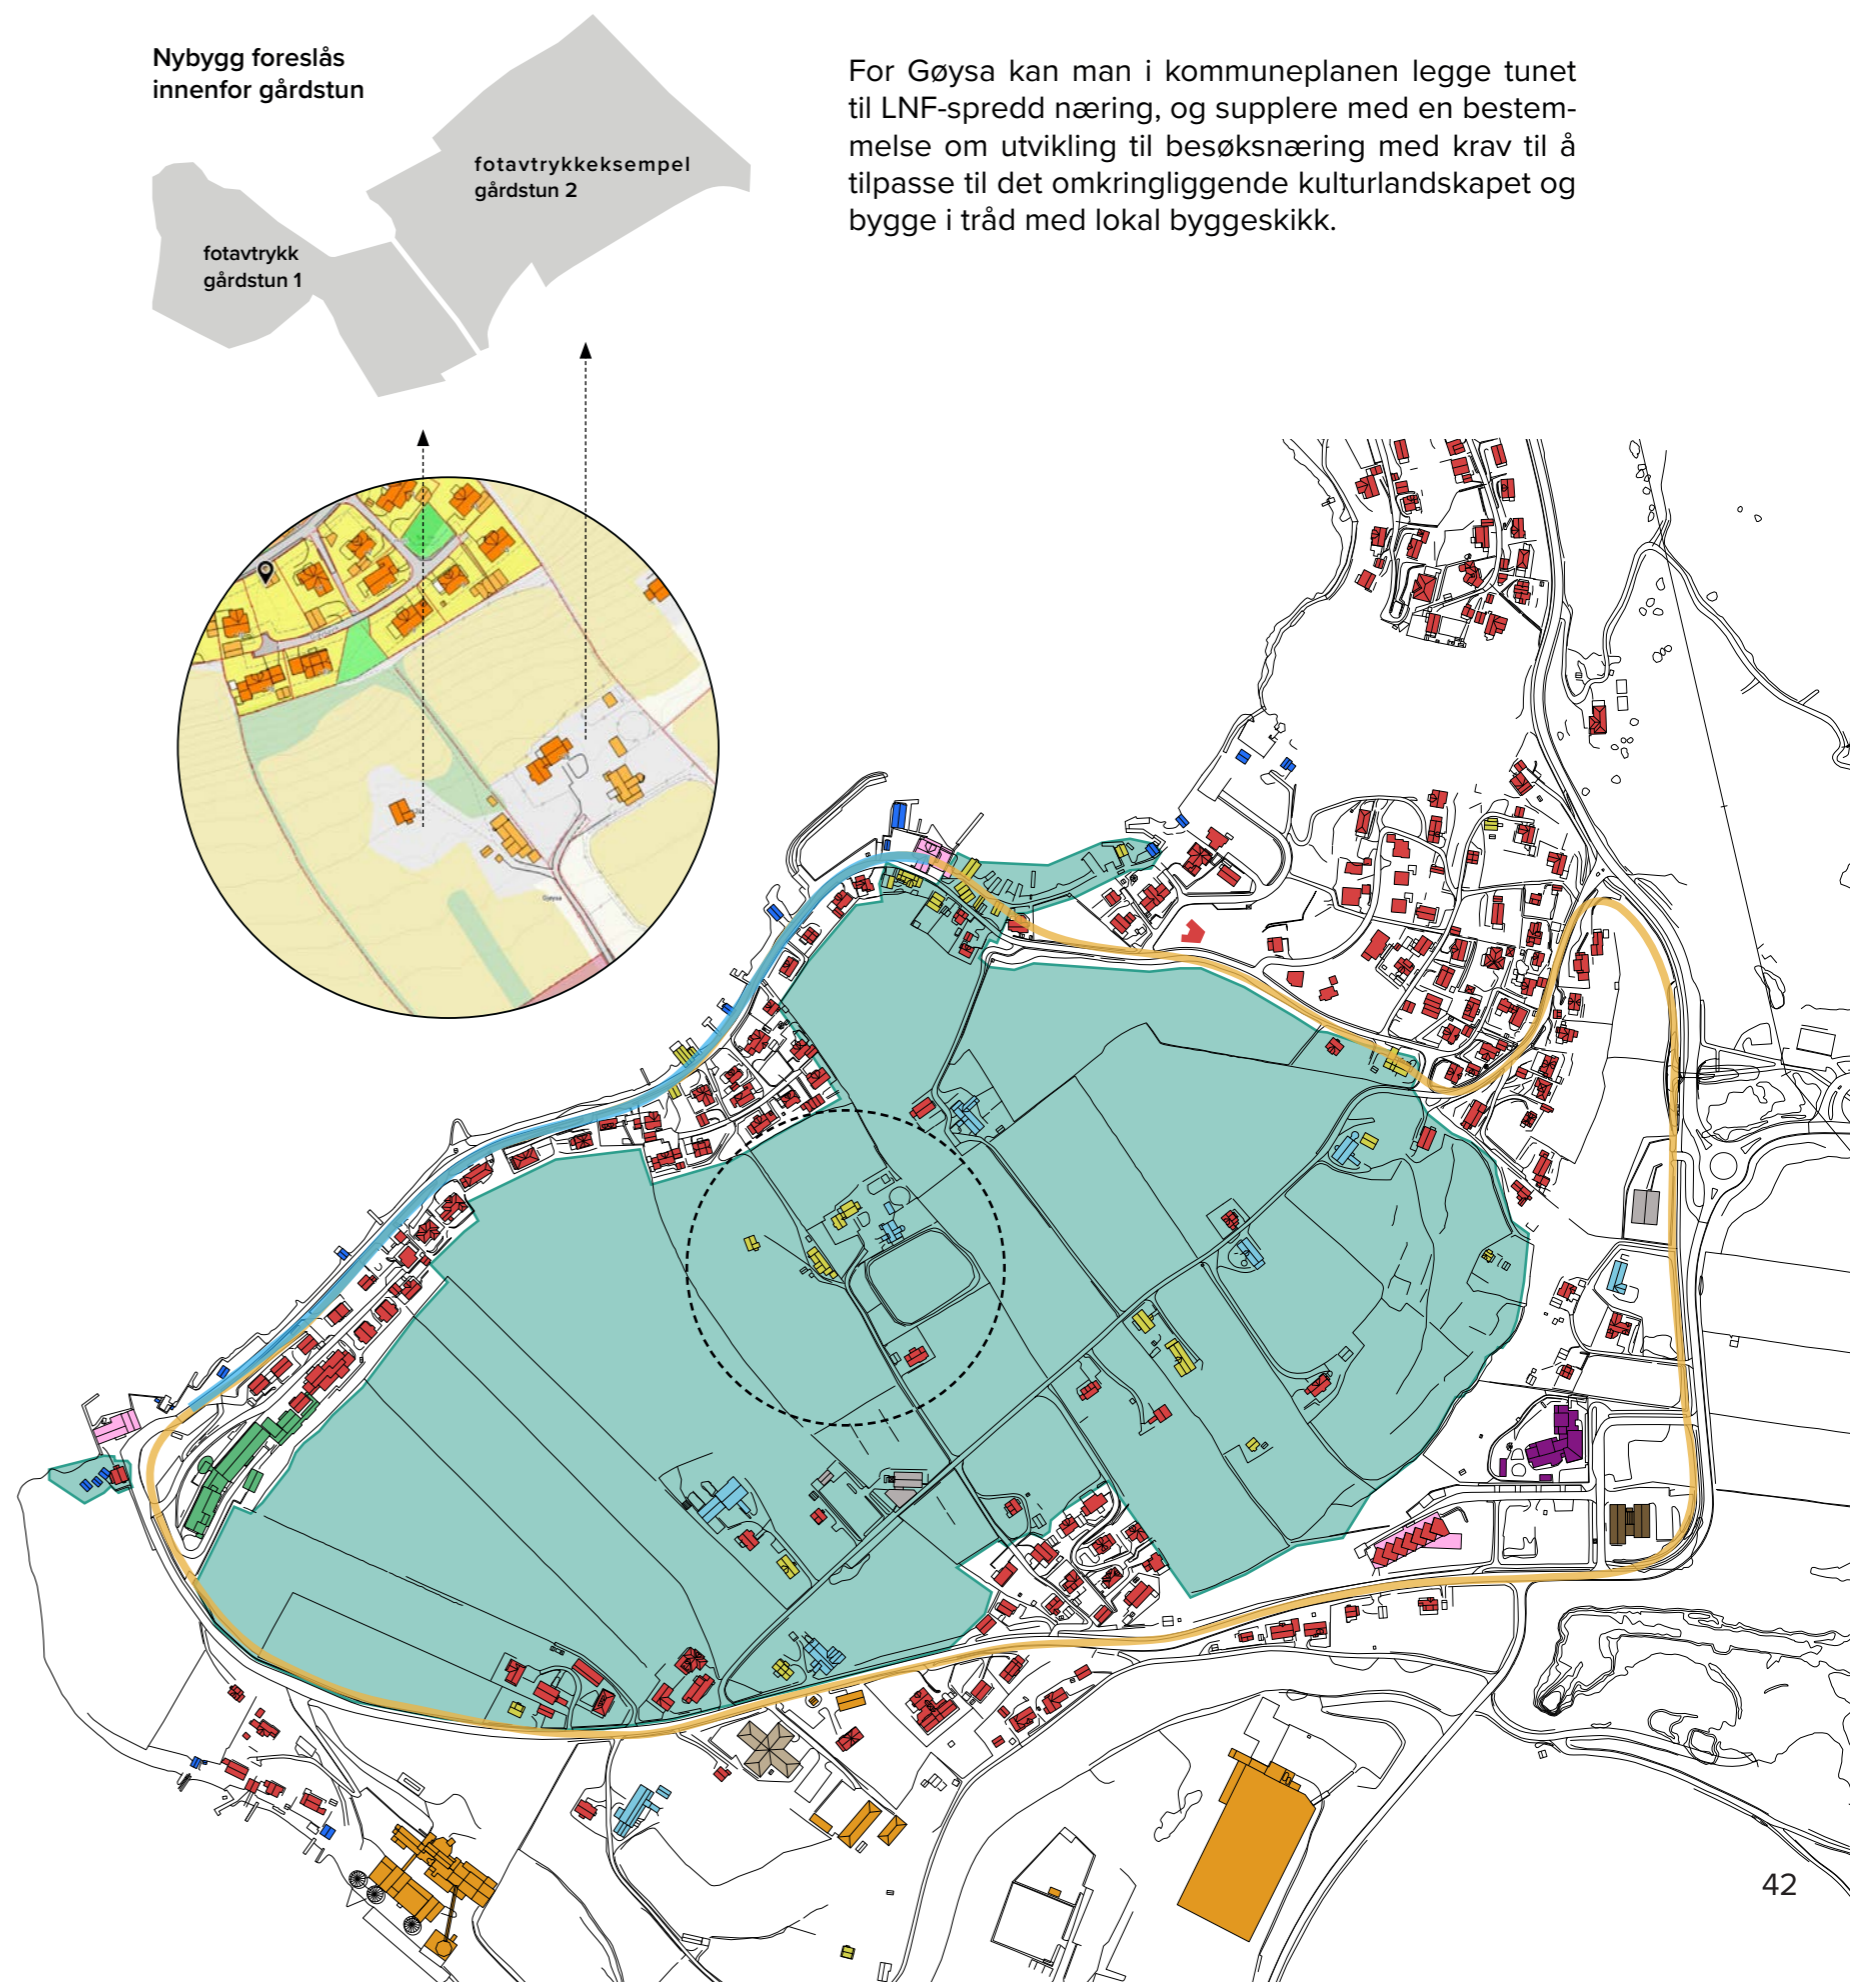 Nybygg foreslås
innenfor gårdstun
fotavtrykkeksempel
gårdstun 2
fotavtrykk
gårdstun 1
For Gøysa kan man i kommuneplanen legge tunet
til LNF-spredd næring, og supplere med en bestem-
melse om utvikling til besøksnæring med krav til å
tilpasse til det omkringliggende kulturlandskapet og
bygge i tråd med lokal byggeskikk.
Gøysa
42